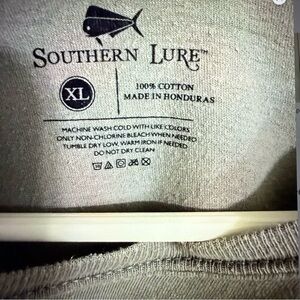 SOUTHERN LURE™
XL
100% COTTON
MADE IN HONDURAS
MACHINE WASH COLD WITH LIKE COLORS
ONLY NON-CHLORINE BLEACH WHEN NEEDED
TUMBLE DRY LOW, WARM IRON IF NEEDED
DO NOT DRY CLEAN